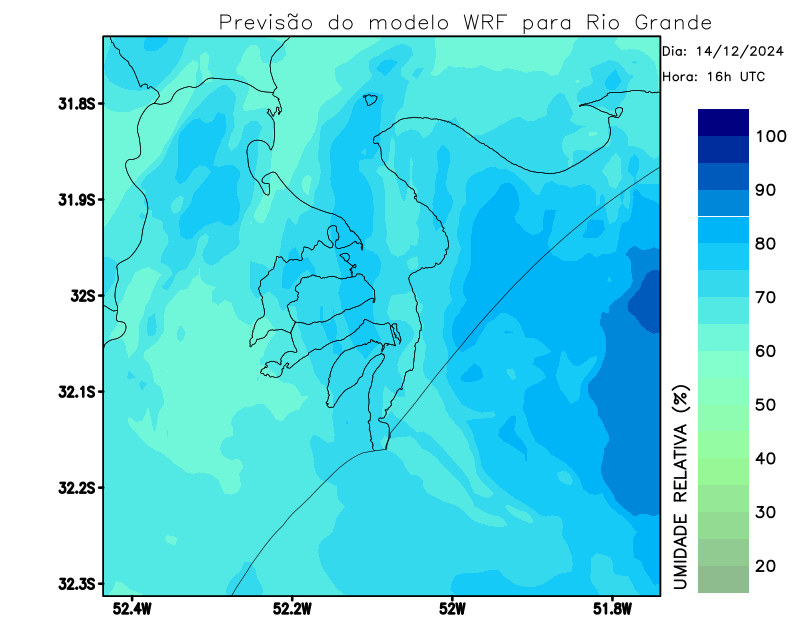 Previsão do modelo WRF para Rio Grande
Dia: 14/12/2024
Hora: 16h UTC
31.8S
31.9S
32S
32.1S
32.2S
32.3S
52.4W
52.2W
52W
51.8W
UMIDADE RELATIVA (%)
100
90
80
70
60
50
40
30
20